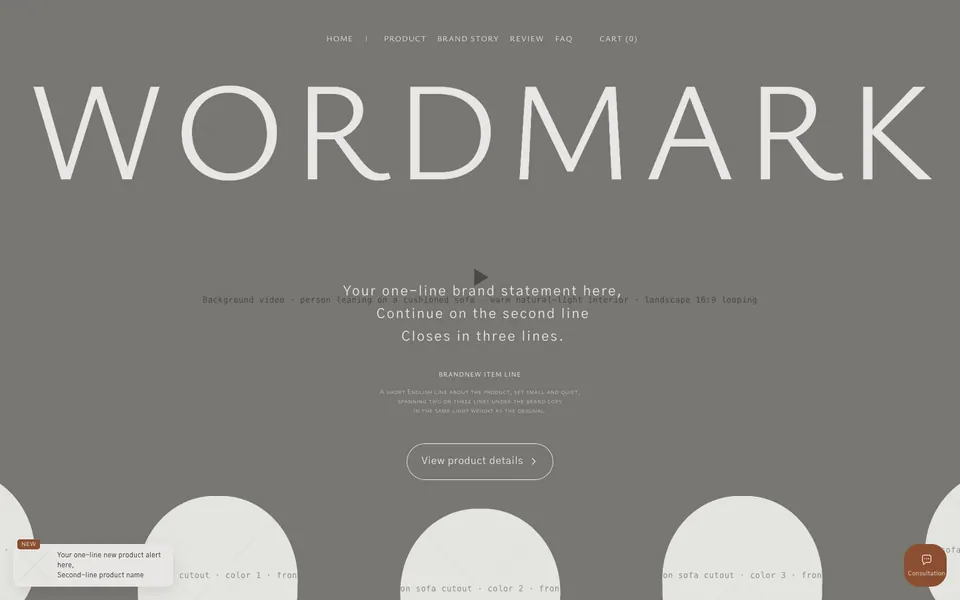 HOME | PRODUCT BRAND STORY REVIEW FAQ CART (0)
WORDMARK
Your one-line brand statement here,
Background video · person leaning on a cushioned sofa · warm natural-light interior · landscape 16:9 looping
Continue on the second line
Closes in three lines.
BRANDNEW ITEM LINE
A short English line about the product, set small and quiet,
spanning two or three lines under the brand copy
in the same light weight as the original.
View product details
NEW
Your one-line new product alert
here,
Second-line product name
cutout · color 1 · fron
on sofa cutout · color 2 · fron
on sofa cutout · color 3 · fron
sofa
Consultation